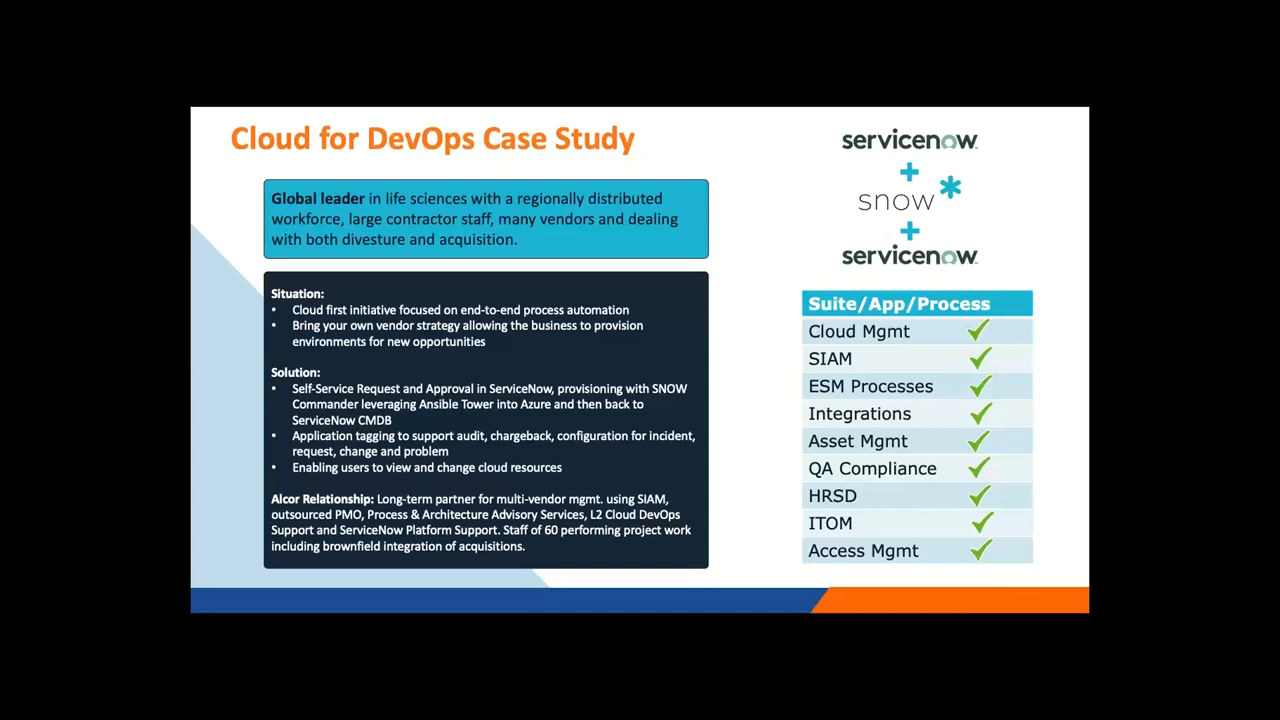 Cloud for DevOps Case Study
Global leader in life sciences with a regionally distributed
workforce, large contractor staff, many vendors and dealing
with both divesture and acquisition.
Situation:
• Cloud first initiative focused on end-to-end process automation
• Bring your own vendor strategy allowing the business to provision
environments for new opportunities
Solution:
• Self-Service Request and Approval in ServiceNow, provisioning with SNOW
Commander leveraging Ansible Tower into Azure and then back to
ServiceNow CMDB
• Application tagging to support audit, chargeback, configuration for incident,
request, change and problem
• Enabling users to view and change cloud resources
Alcor Relationship: Long-term partner for multi-vendor mgmt. using SIAM,
outsourced PMO, Process & Architecture Advisory Services, L2 Cloud DevOps
Support and ServiceNow Platform Support. Staff of 60 performing project work
including brownfield integration of acquisitions.
servicenow
+
snow
+
servicenow
Suite/App/Process
Cloud Mgmt
SIAM
ESM Processes
Integrations
Asset Mgmt
QA Compliance
HRSD
ITOM
Access Mgmt